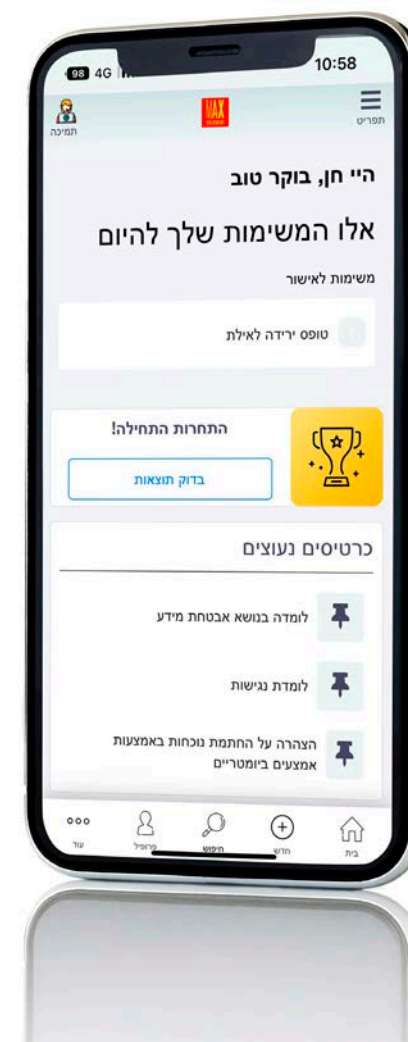 98 4G 10:58
תמיכה
MAX
תפריט
היי חן, בוקר טוב
אלו המשימות שלך להיום
משימות לאישור
טופס ירידה לאילת
התחרות התחילה!
בדוק תוצאות
כרטיסים נעוצים
לומדה בנושא אבטחת מידע
לומדת נגישות
הצהרה על החתמת נוכחות באמצעות
אמצעים ביומטריים
בית
חדש
חיפוש
פרופיל
עוד